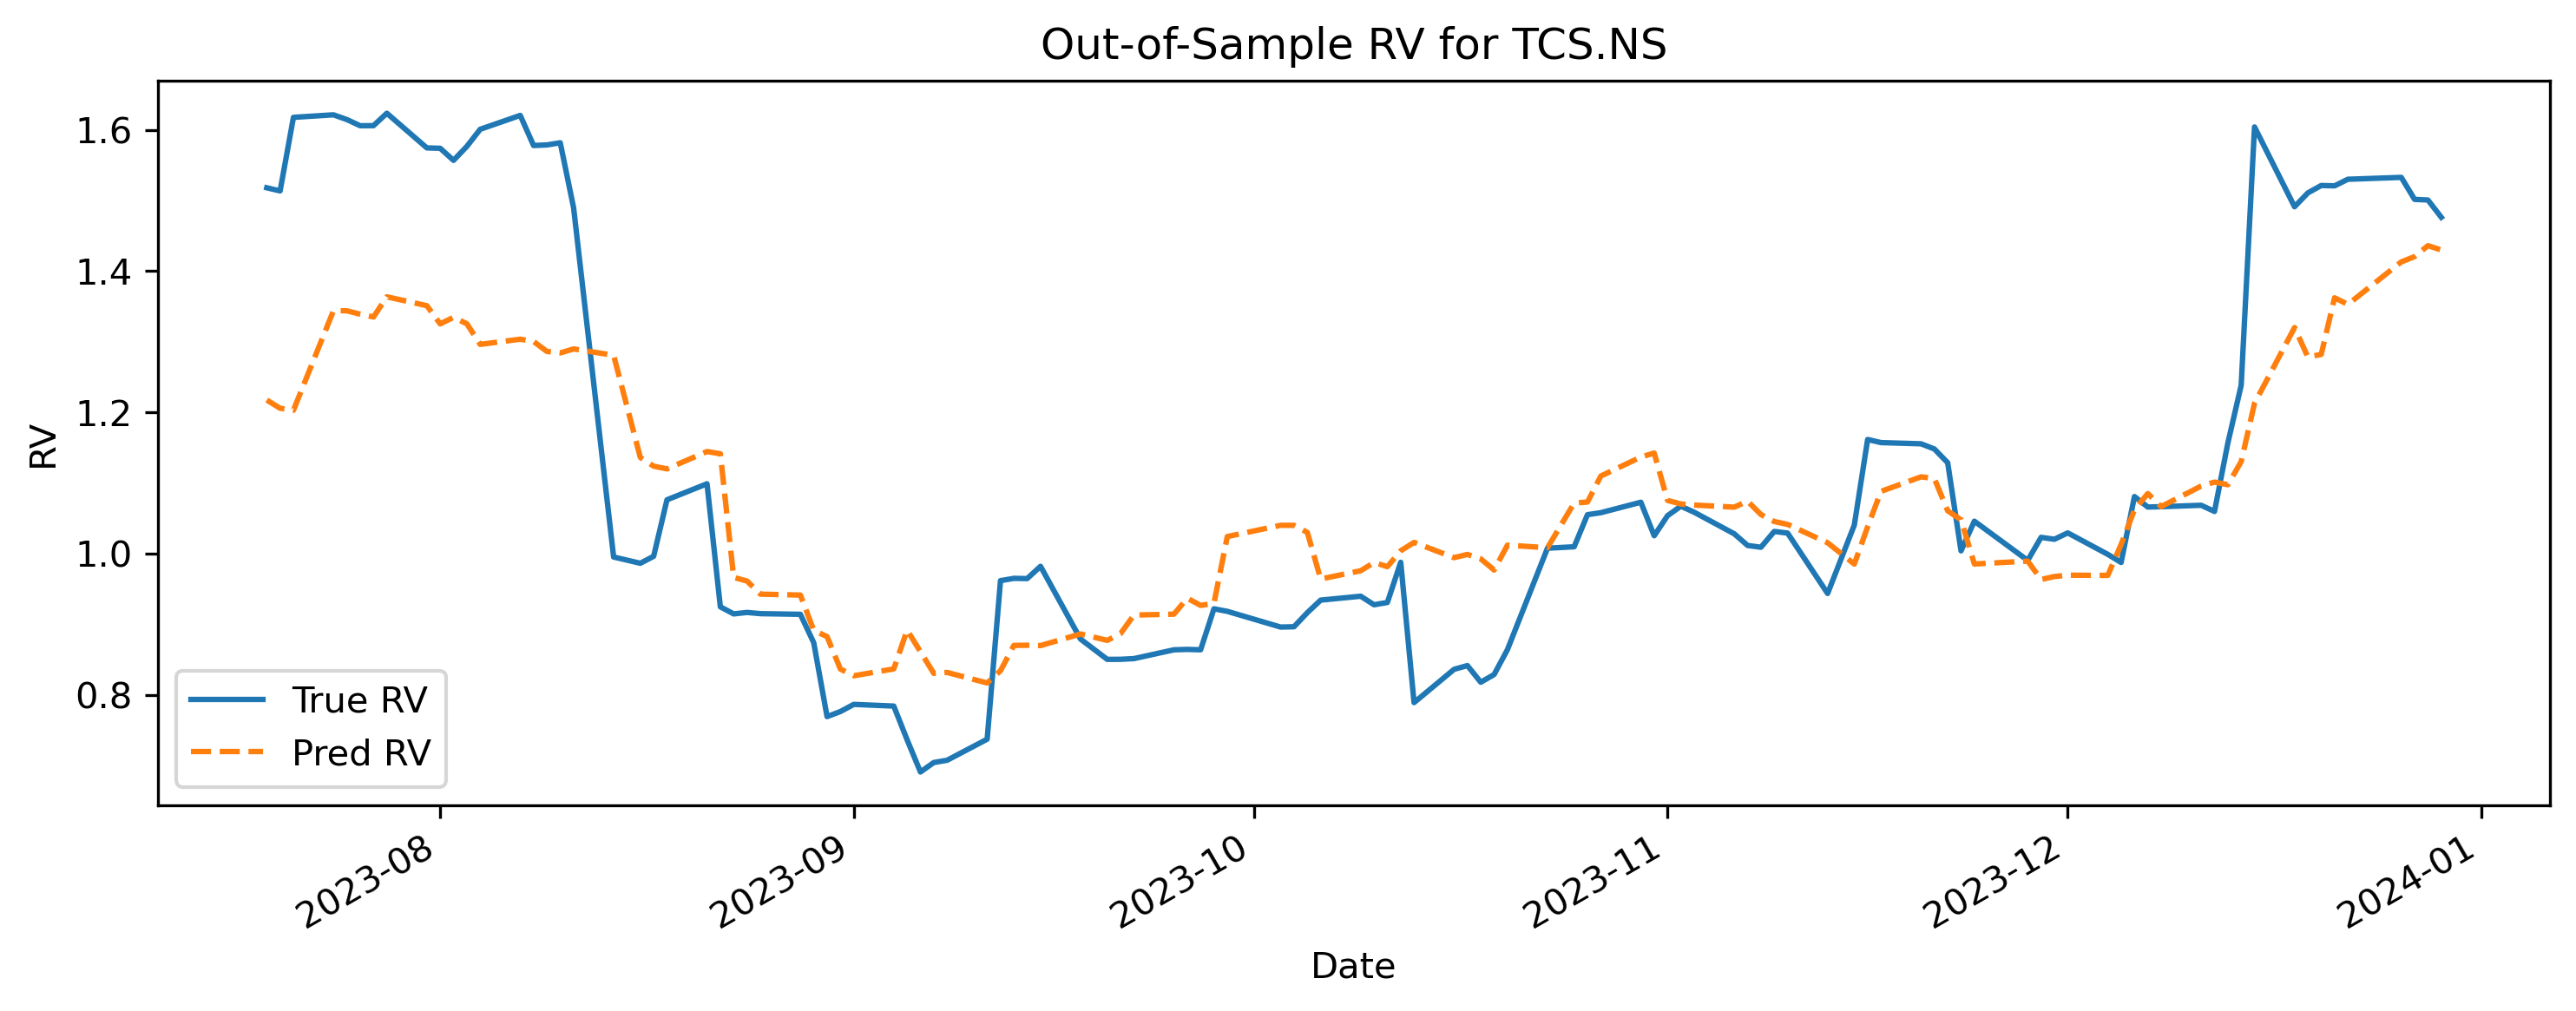 Out-of-Sample RV for TCS.NS
RV
1.6
1.4
1.2
1.0
0.8
True RV
Pred RV
2023-08
2023-09
2023-10
2023-11
2023-12
2024-01
Date